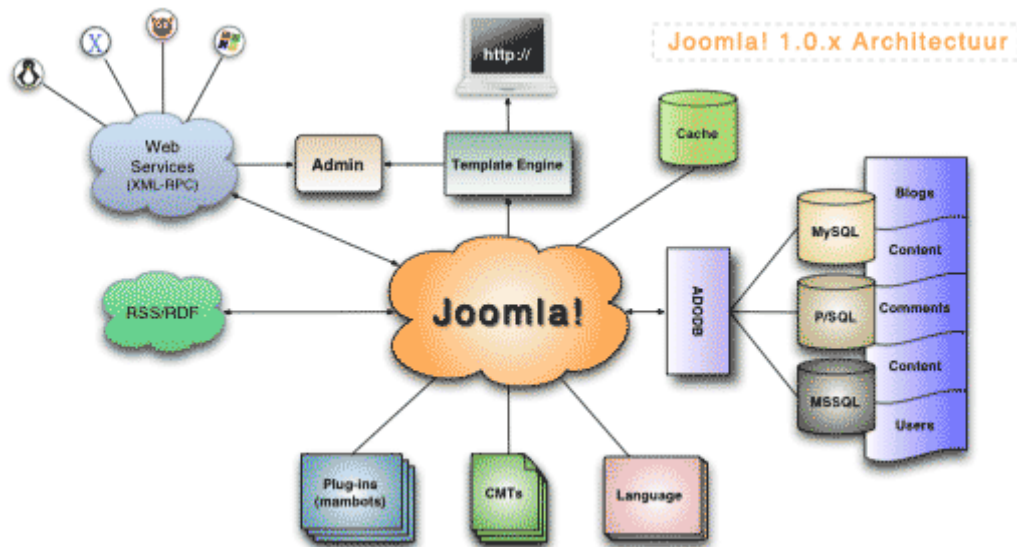 Joomla! 1.0.x Architectuur
http://
X
Cache
Web
Services
(XML-RPC)
Admin
Template Engine
Blogs
MySQL
Content
Joomla!
ADODB
RSS/RDF
P/SQL
Comments
Content
MSSQL
Users
Plug-ins
(mambots)
CMTs
Language